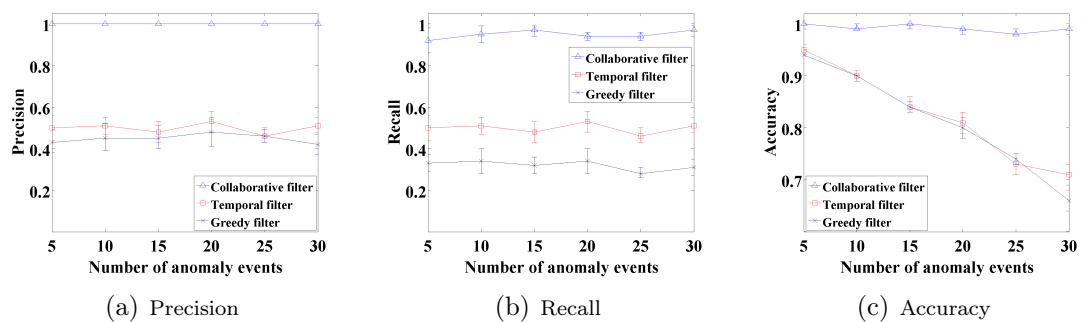 1
0.8
0.6
0.4
0.2
Precision
Collaborative filter
Temporal filter
Greedy filter
5 10 15 20 25 30
Number of anomaly events
(a) Precision
1
0.8
0.6
0.4
0.2
Recall
Collaborative filter
Temporal filter
Greedy filter
5 10 15 20 25 30
Number of anomaly events
(b) Recall
1
0.9
0.8
0.7
Accuracy
Collaborative filter
Temporal filter
Greedy filter
5 10 15 20 25 30
Number of anomaly events
(c) Accuracy